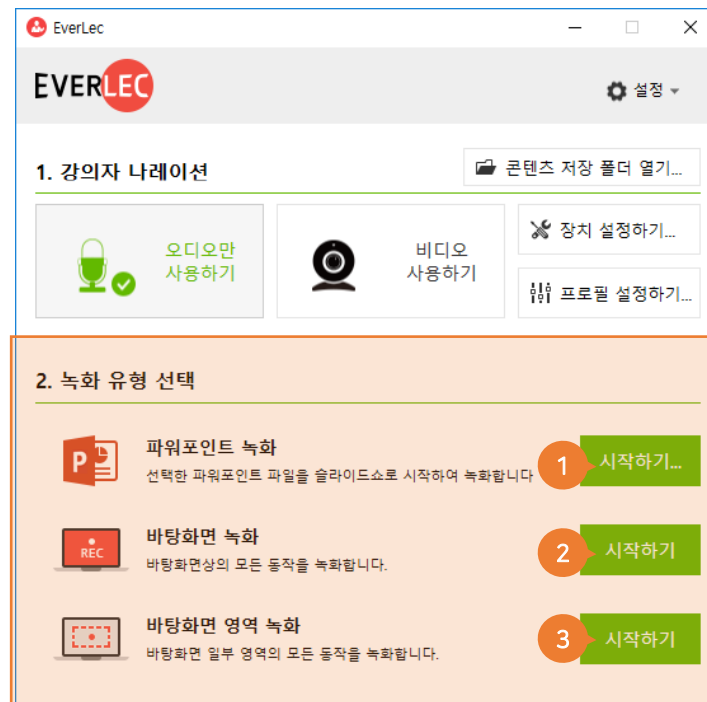 EverLec
EVERLEC
설정
1. 강의자 나레이션
콘텐츠 저장 폴더 열기...
오디오만
사용하기
비디오
사용하기
장치 설정하기...
프로필 설정하기...
2. 녹화 유형 선택
P
파워포인트 녹화
선택한 파워포인트 파일을 슬라이드쇼로 시작하여 녹화합니다
1
시작하기...
REC
바탕화면 녹화
바탕화면상의 모든 동작을 녹화합니다.
2
시작하기
바탕화면 영역 녹화
바탕화면 일부 영역의 모든 동작을 녹화합니다.
3
시작하기